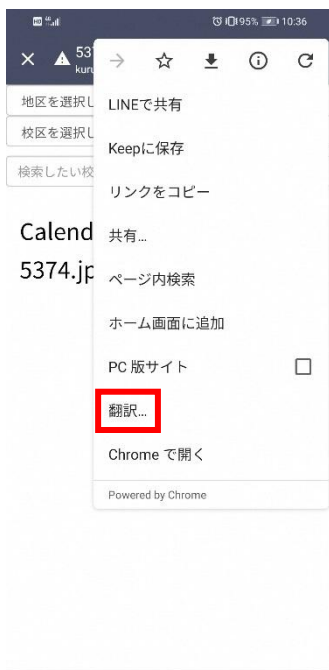 95% 10:36
53
kuru
地区を選択し
校区を選択し
検索したい校
Calend
5374.jp
LINEで共有
Keepに保存
リンクをコピー
共有...
ページ内検索
ホーム画面に追加
PC 版サイト
翻訳...
Chrome で開く
Powered by Chrome